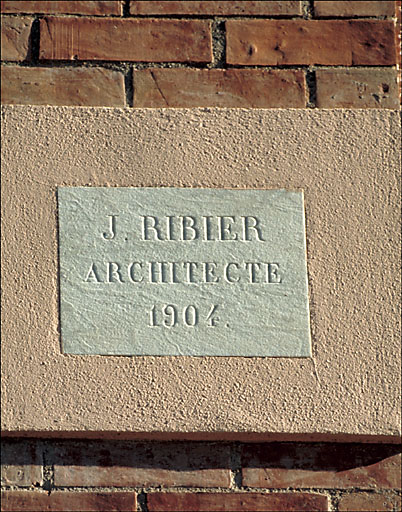 J. RIBIER
ARCHITECTE
1904.